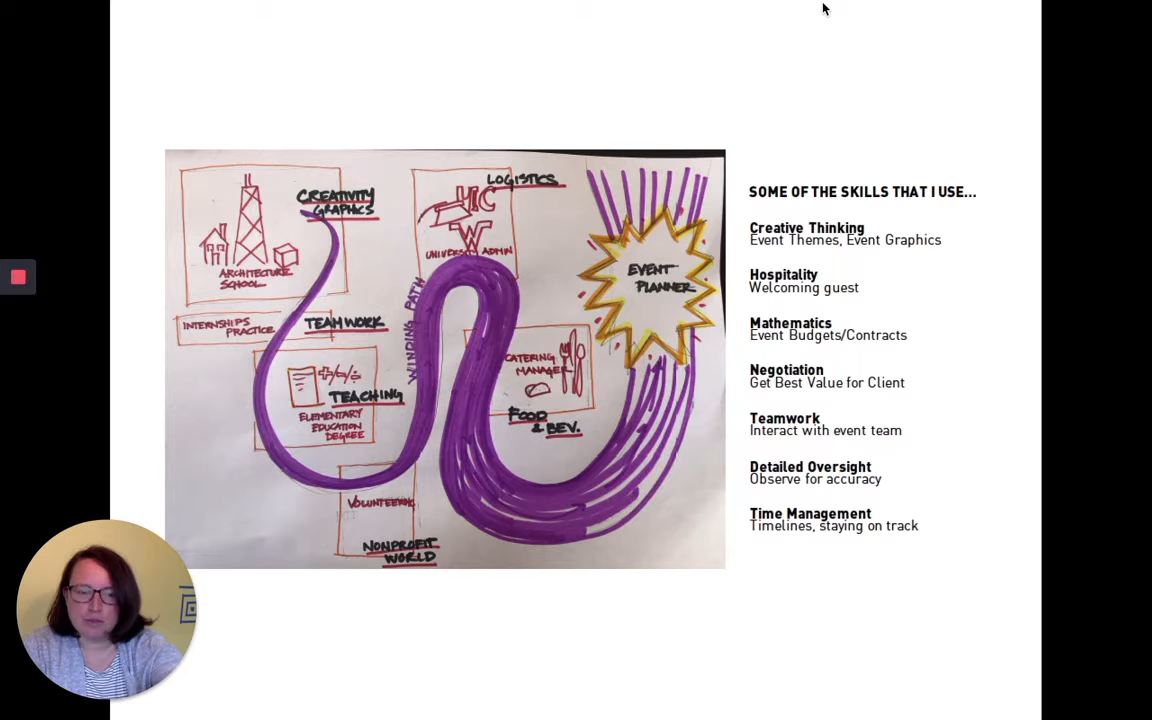 CREATIVITY
GRAPHICS
ARCHITECTURE
SCHOOL
INTERNSHIPS
PRACTICE
TEAMWORK
TEACHING
ELEMENTARY
EDUCATION
DEGREE
VOLUNTEERING
NONPROFIT
WORLD
WINDING PATH
LOGISTICS
UIC
W
UNIVERSITY ADMIN
CATERING
MANAGER
FOOD
& BEV.
EVENT
PLANNER
SOME OF THE SKILLS THAT I USE...
Creative Thinking
Event Themes, Event Graphics
Hospitality
Welcoming guest
Mathematics
Event Budgets/Contracts
Negotiation
Get Best Value for Client
Teamwork
Interact with event team
Detailed Oversight
Observe for accuracy
Time Management
Timelines, staying on track